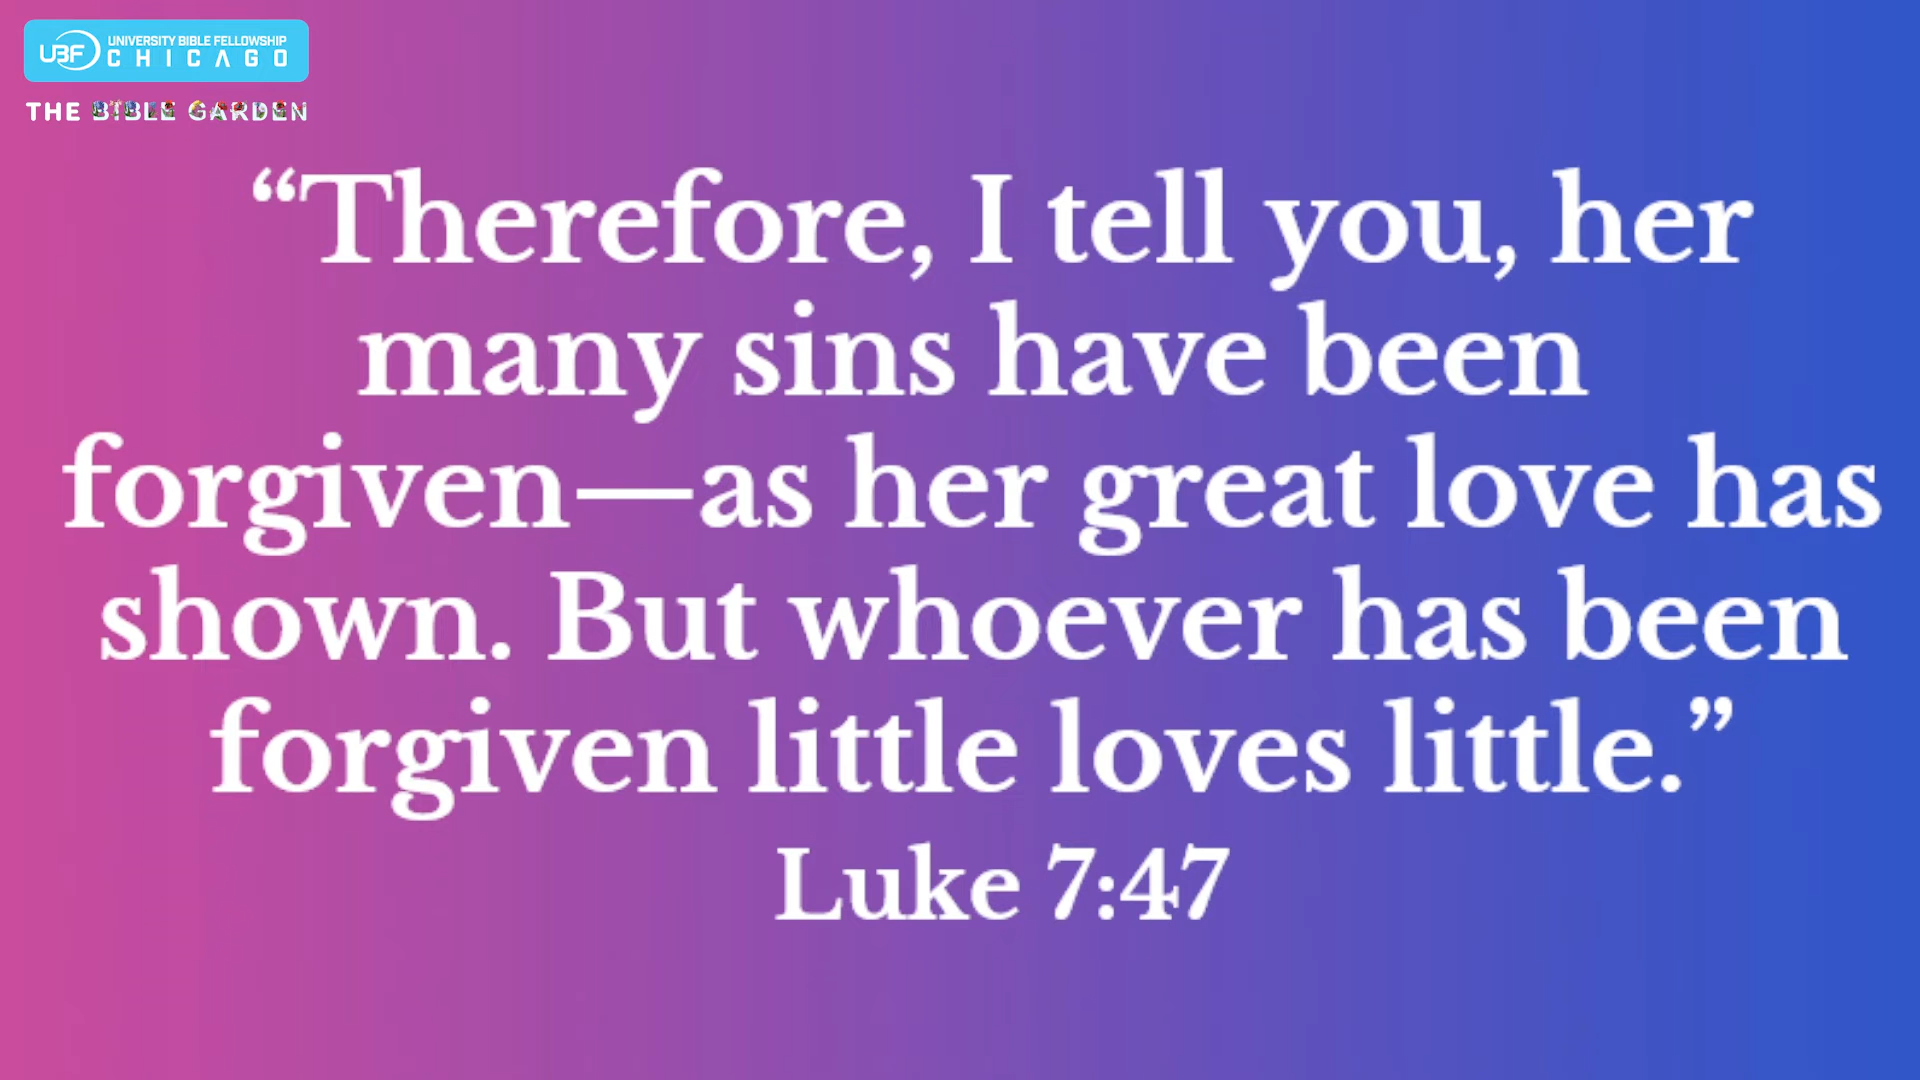 UBF UNIVERSITY BIBLE FELLOWSHIP
CHICAGO
THE BIBLE GARDEN
“Therefore, I tell you, her
many sins have been
forgiven—as her great love has
shown. But whoever has been
forgiven little loves little.”
Luke 7:47